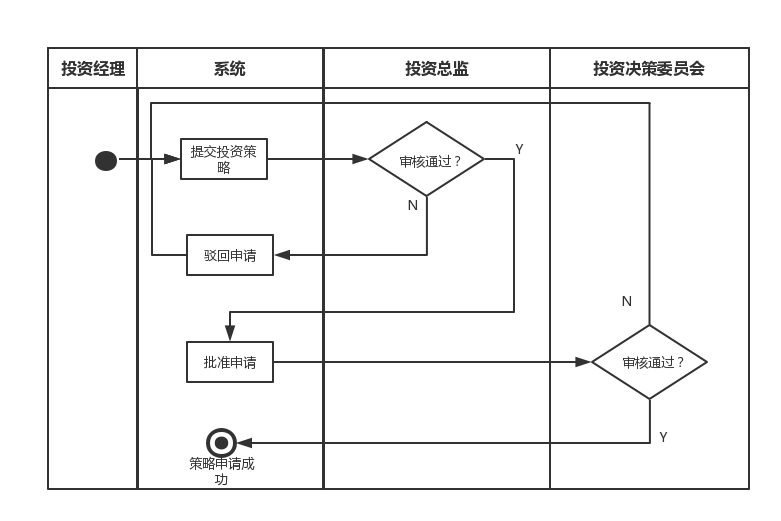 投资经理
系统
投资总监
投资决策委员会
提交投资策
略
审核通过？
Y
N
驳回申请
N
批准申请
审核通过？
Y
策略申请成
功